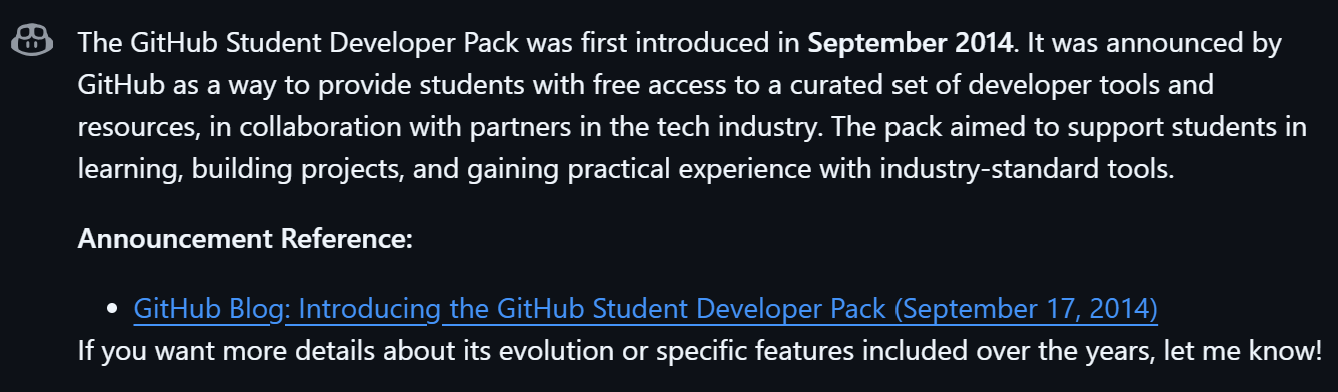 The GitHub Student Developer Pack was first introduced in September 2014. It was announced by
GitHub as a way to provide students with free access to a curated set of developer tools and
resources, in collaboration with partners in the tech industry. The pack aimed to support students in
learning, building projects, and gaining practical experience with industry-standard tools.
Announcement Reference:
• GitHub Blog: Introducing the GitHub Student Developer Pack (September 17, 2014)
If you want more details about its evolution or specific features included over the years, let me know!